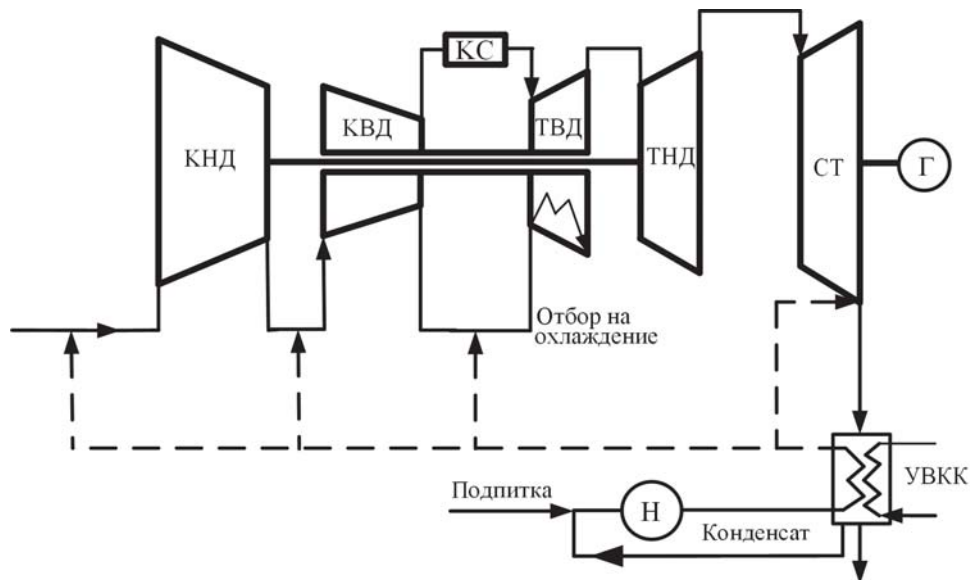 КС
КВД
ТВД
КНД
ТНД
СТ
Г
Отбор на
охлаждение
УВКК
Подпитка
Н
Конденсат